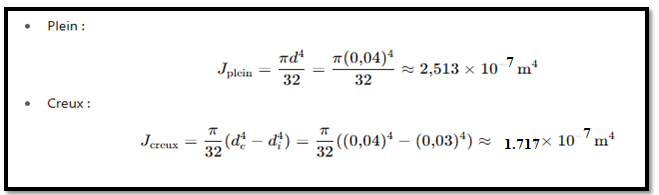 • Plein :
J_plein = πd⁴/32 = π(0,04)⁴/32 ≈ 2,513 × 10⁻⁷ m⁴
• Creux :
J_creux = π/32 (d_e⁴ − d_i⁴) = π/32 ((0,04)⁴ − (0,03)⁴) ≈ 1.717 × 10⁻⁷ m⁴